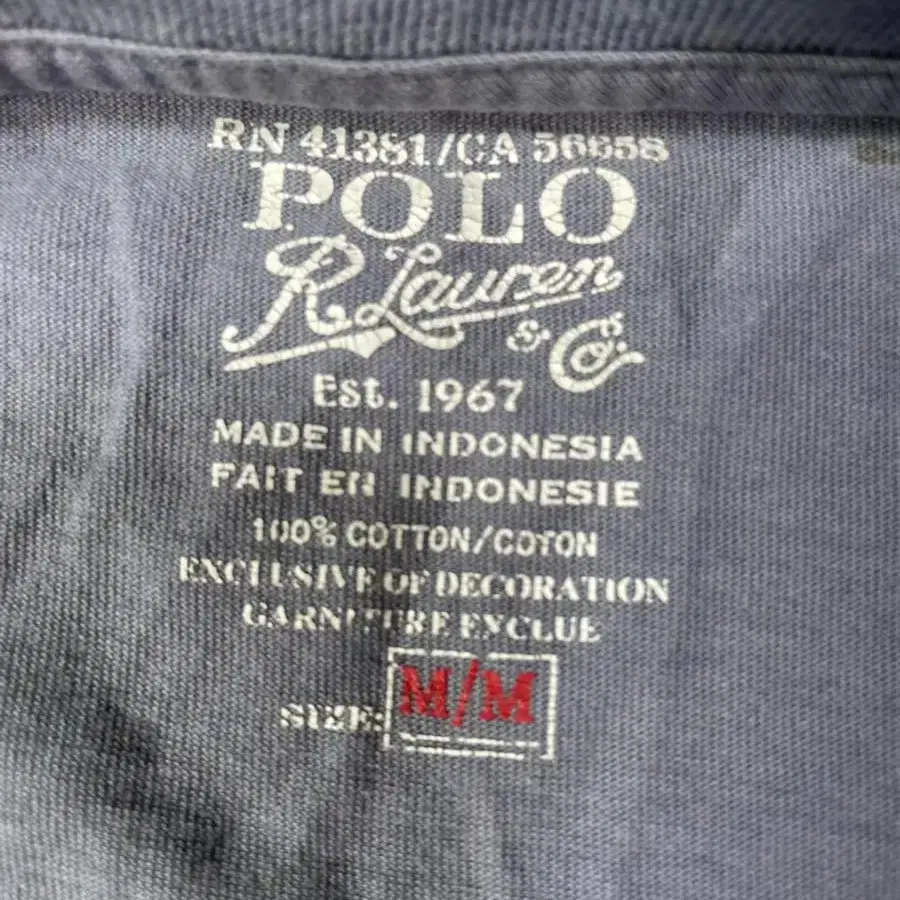 RN 41381/CA 56958
POLO
R Lauren
& Co.
Est. 1967
MADE IN INDONESIA
FAIT EN INDONESIE
100% COTTON/COTON
EXCLUSIVE OF DECORATION
GARNITURE EXCLUE
SIZE: M/M